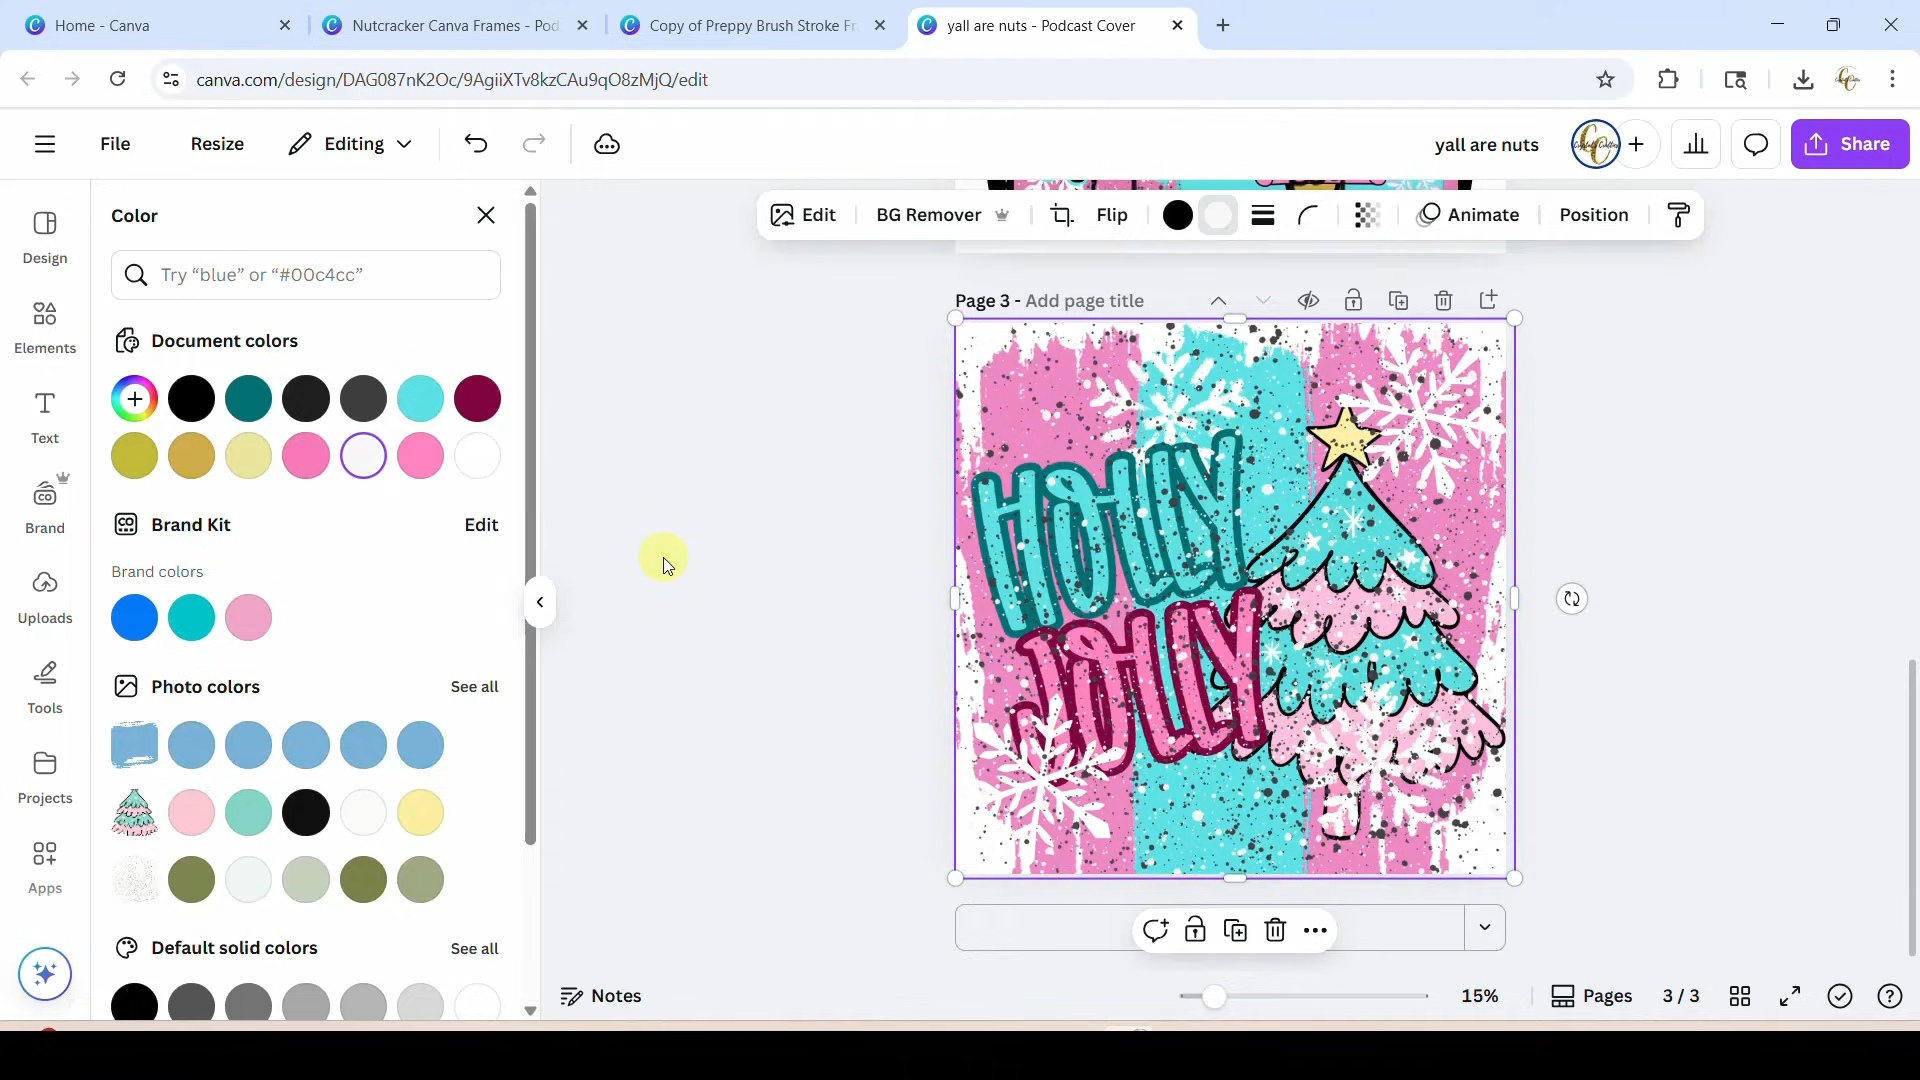 Home - Canva
Nutcracker Canva Frames - Pod
Copy of Preppy Brush Stroke Fr
yall are nuts - Podcast Cover
canva.com/design/DAG087nK2Oc/9AgiiXTv8kzCAu9qO8zMjQ/edit
File
Resize
Editing
yall are nuts
Share
Design
Elements
Text
Brand
Uploads
Tools
Projects
Apps
Color
Try “blue” or “#00c4cc”
Document colors
Brand Kit
Edit
Brand colors
Photo colors
See all
Default solid colors
See all
Edit
BG Remover
Flip
Animate
Position
Page 3 - Add page title
HOLLY
JOLLY
Notes
15%
Pages
3 / 3